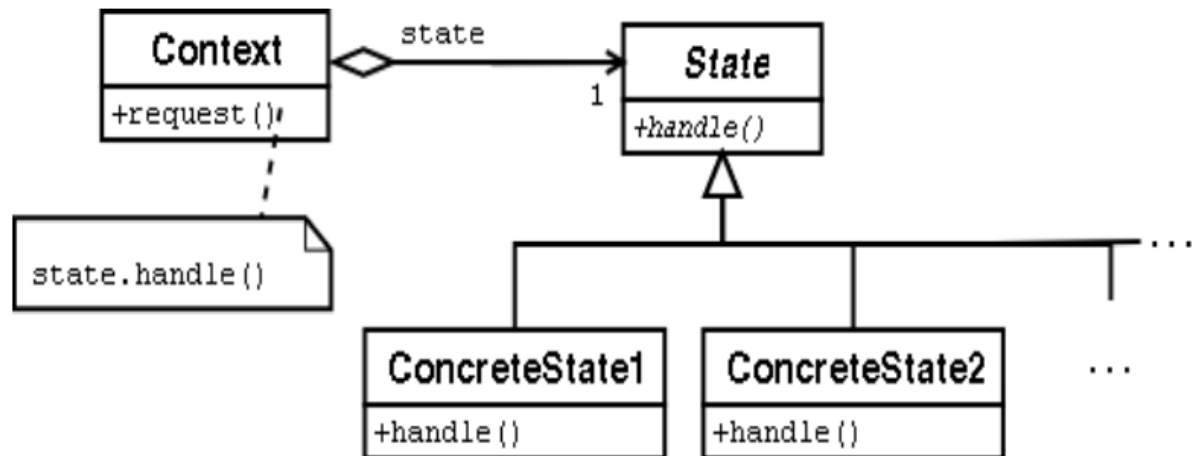 Context
+request()
state
1
State
+handle()
state.handle()
...
ConcreteState1
+handle()
ConcreteState2
+handle()
...